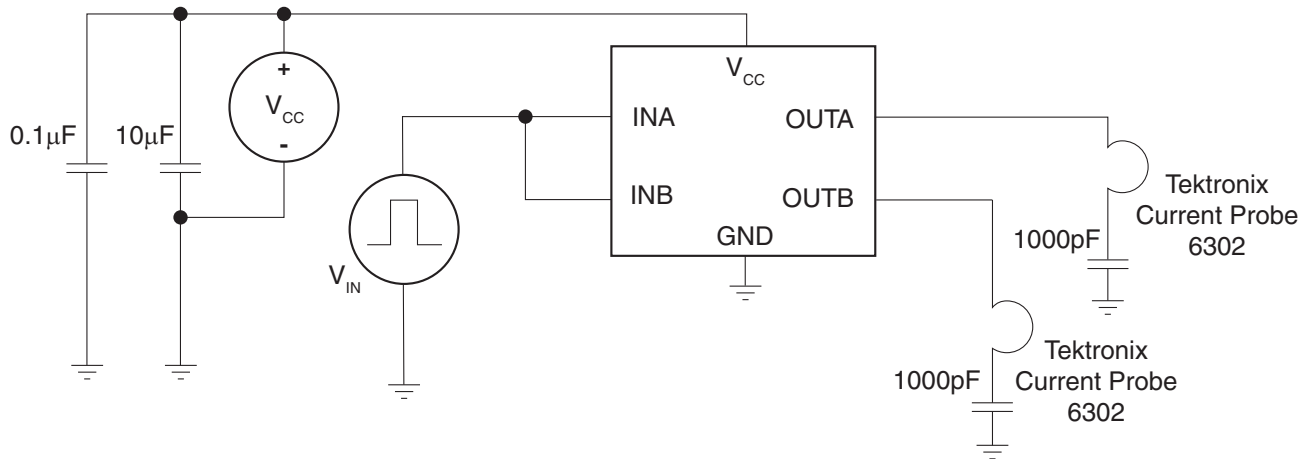 V_CC
+
V_CC
-
0.1µF
10µF
INA
OUTA
INB
OUTB
GND
V_IN
Tektronix
Current Probe
6302
1000pF
Tektronix
Current Probe
6302
1000pF